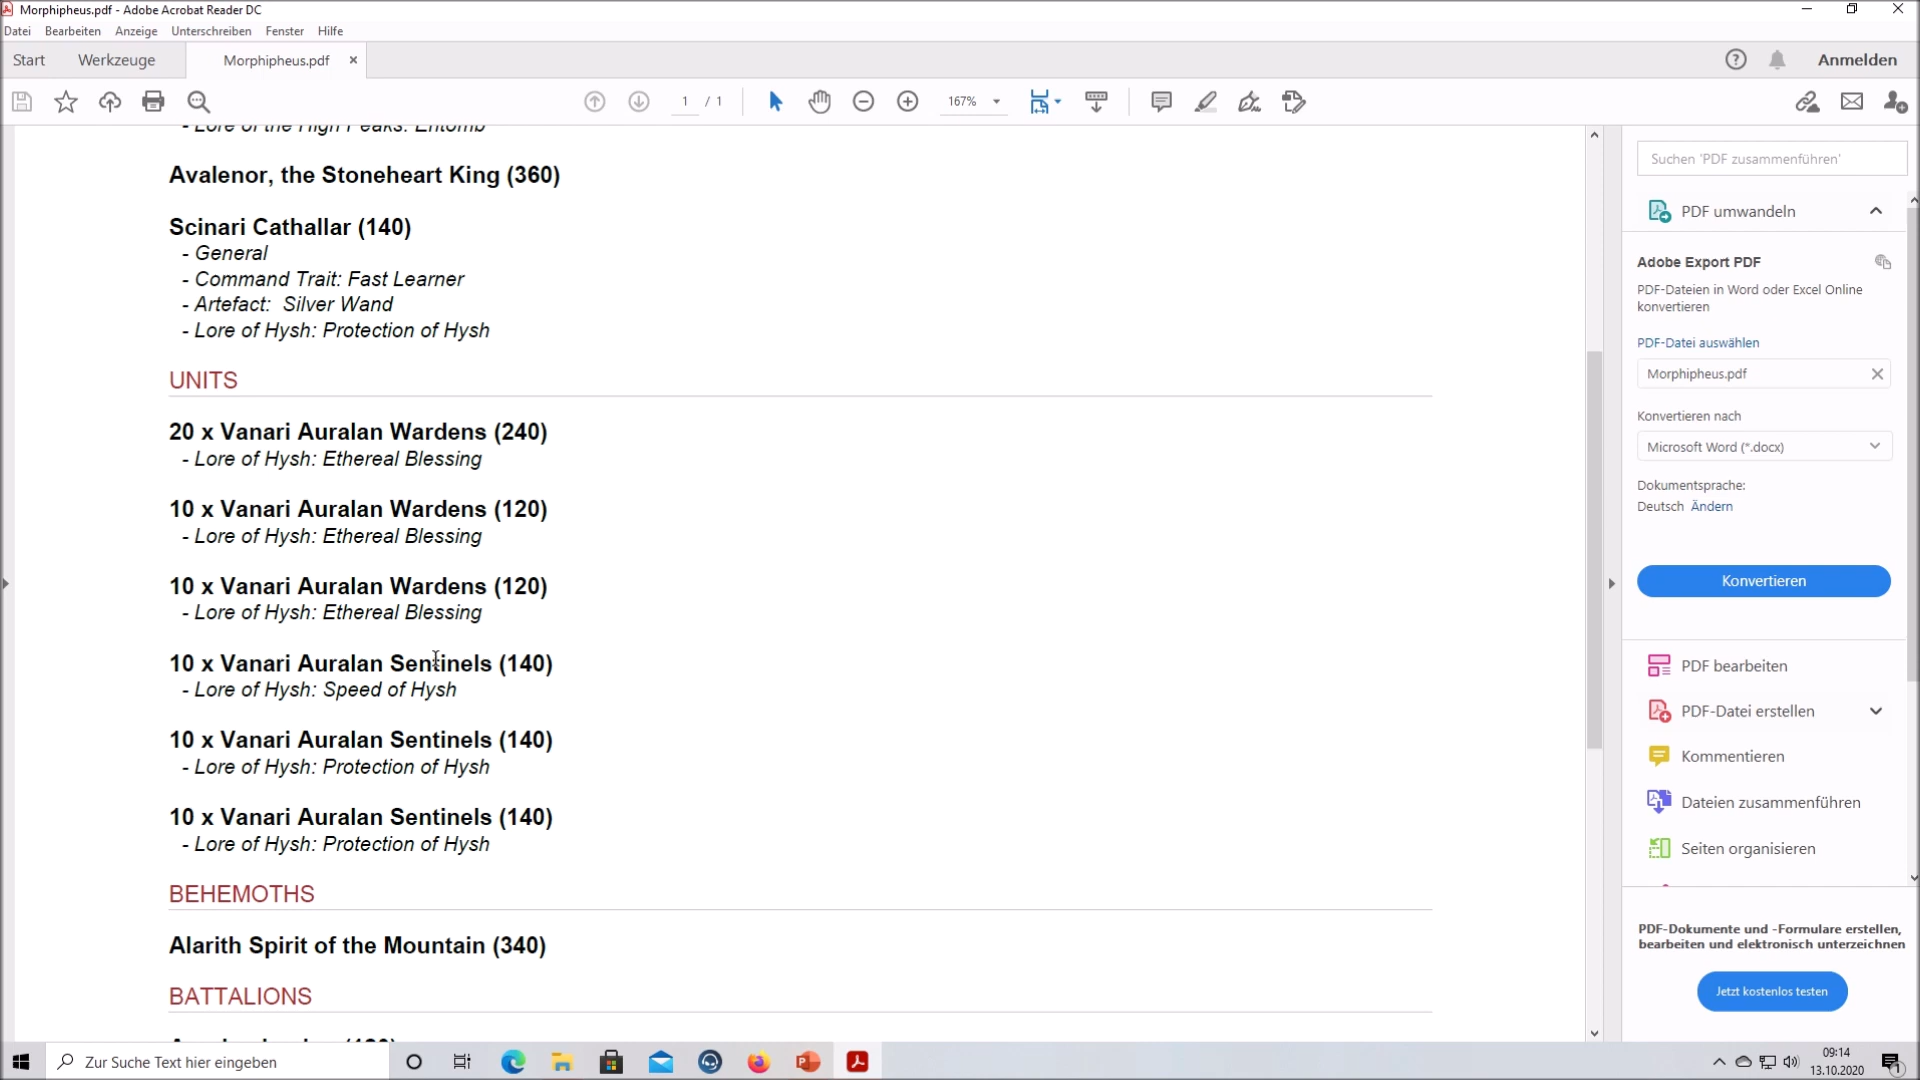 Morphipheus.pdf - Adobe Acrobat Reader DC
Datei Bearbeiten Anzeige Unterschreiben Fenster Hilfe
Start Werkzeuge Morphipheus.pdf Anmelden
1 / 1 167%
- Lore of the High Peaks: Entomb
Avalenor, the Stoneheart King (360)
Scinari Cathallar (140)
- General
- Command Trait: Fast Learner
- Artefact: Silver Wand
- Lore of Hysh: Protection of Hysh
UNITS
20 x Vanari Auralan Wardens (240)
- Lore of Hysh: Ethereal Blessing
10 x Vanari Auralan Wardens (120)
- Lore of Hysh: Ethereal Blessing
10 x Vanari Auralan Wardens (120)
- Lore of Hysh: Ethereal Blessing
10 x Vanari Auralan Sentinels (140)
- Lore of Hysh: Speed of Hysh
10 x Vanari Auralan Sentinels (140)
- Lore of Hysh: Protection of Hysh
10 x Vanari Auralan Sentinels (140)
- Lore of Hysh: Protection of Hysh
BEHEMOTHS
Alarith Spirit of the Mountain (340)
BATTALIONS
Suchen 'PDF zusammenführen'
PDF umwandeln
Adobe Export PDF
PDF-Dateien in Word oder Excel Online
konvertieren
PDF-Datei auswählen
Morphipheus.pdf
Konvertieren nach
Microsoft Word (*.docx)
Dokumentsprache:
Deutsch Ändern
Konvertieren
PDF bearbeiten
PDF-Datei erstellen
Kommentieren
Dateien zusammenführen
Seiten organisieren
PDF-Dokumente und -Formulare erstellen,
bearbeiten und elektronisch unterzeichnen
Jetzt kostenlos testen
Zur Suche Text hier eingeben
09:14
13.10.2020